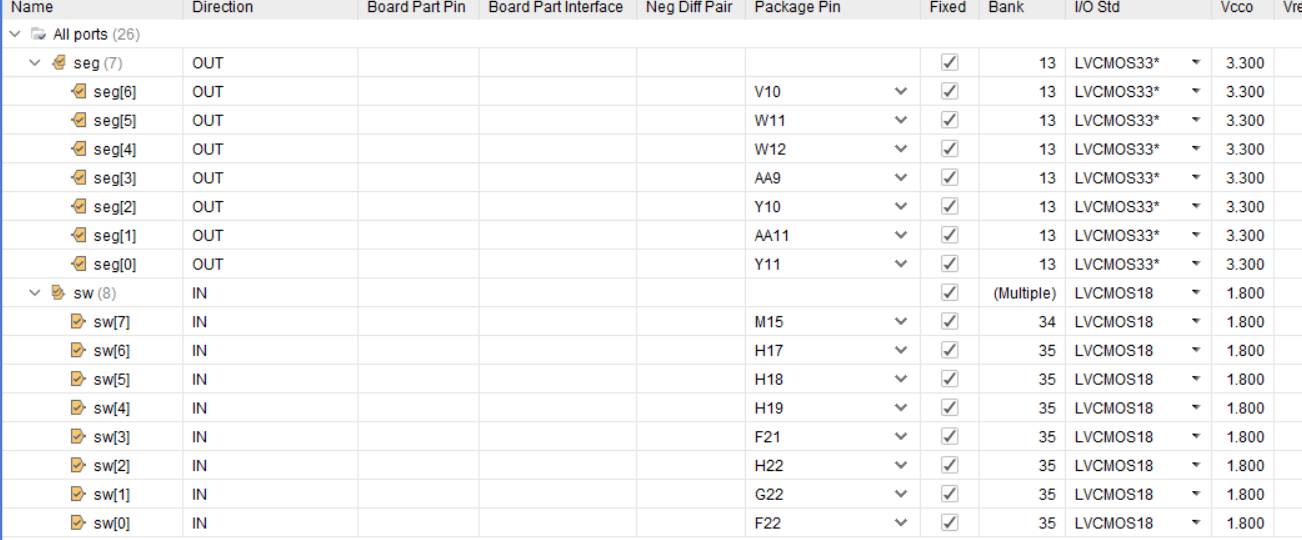 Name Direction Board Part Pin Board Part Interface Neg Diff Pair Package Pin Fixed Bank I/O Std Vcco Vre
All ports (26)
seg (7) OUT 13 LVCMOS33* 3.300
seg[6] OUT V10 13 LVCMOS33* 3.300
seg[5] OUT W11 13 LVCMOS33* 3.300
seg[4] OUT W12 13 LVCMOS33* 3.300
seg[3] OUT AA9 13 LVCMOS33* 3.300
seg[2] OUT Y10 13 LVCMOS33* 3.300
seg[1] OUT AA11 13 LVCMOS33* 3.300
seg[0] OUT Y11 13 LVCMOS33* 3.300
sw (8) IN (Multiple) LVCMOS18 1.800
sw[7] IN M15 34 LVCMOS18 1.800
sw[6] IN H17 35 LVCMOS18 1.800
sw[5] IN H18 35 LVCMOS18 1.800
sw[4] IN H19 35 LVCMOS18 1.800
sw[3] IN F21 35 LVCMOS18 1.800
sw[2] IN H22 35 LVCMOS18 1.800
sw[1] IN G22 35 LVCMOS18 1.800
sw[0] IN F22 35 LVCMOS18 1.800